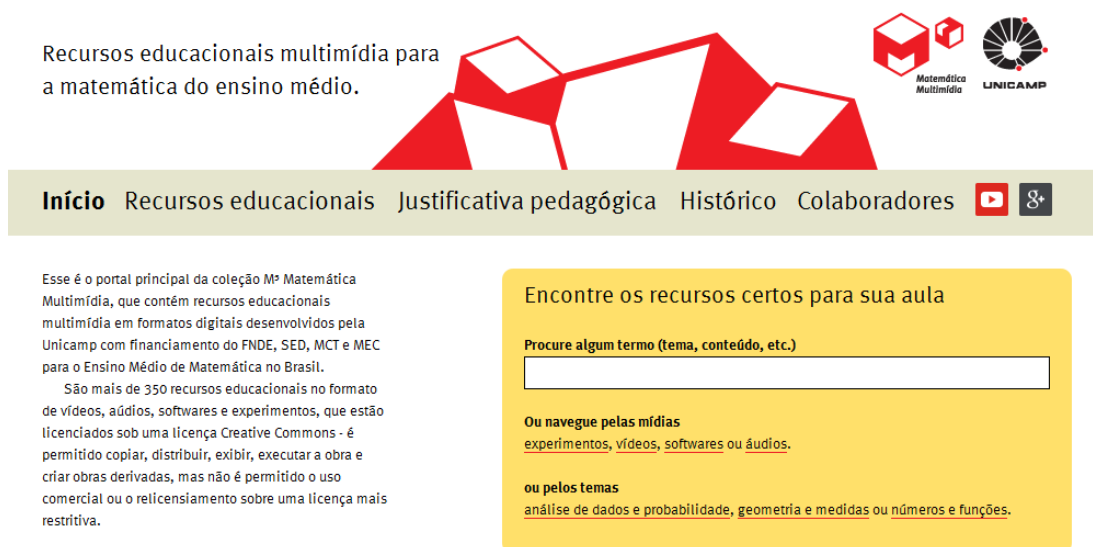 Recursos educacionais multimídia para
a matemática do ensino médio.
Matemática
Multimídia
UNICAMP
Início Recursos educacionais Justificativa pedagógica Histórico Colaboradores g+
Esse é o portal principal da coleção M³ Matemática
Multimídia, que contém recursos educacionais
multimídia em formatos digitais desenvolvidos pela
Unicamp com financiamento do FNDE, SED, MCT e MEC
para o Ensino Médio de Matemática no Brasil.
São mais de 350 recursos educacionais no formato
de vídeos, aúdios, softwares e experimentos, que estão
licenciados sob uma licença Creative Commons - é
permitido copiar, distribuir, exibir, executar a obra e
criar obras derivadas, mas não é permitido o uso
comercial ou o relicensiamento sobre uma licença mais
restritiva.
Encontre os recursos certos para sua aula
Procure algum termo (tema, conteúdo, etc.)
Ou navegue pelas mídias
experimentos, vídeos, softwares ou áudios.
ou pelos temas
análise de dados e probabilidade, geometria e medidas ou números e funções.